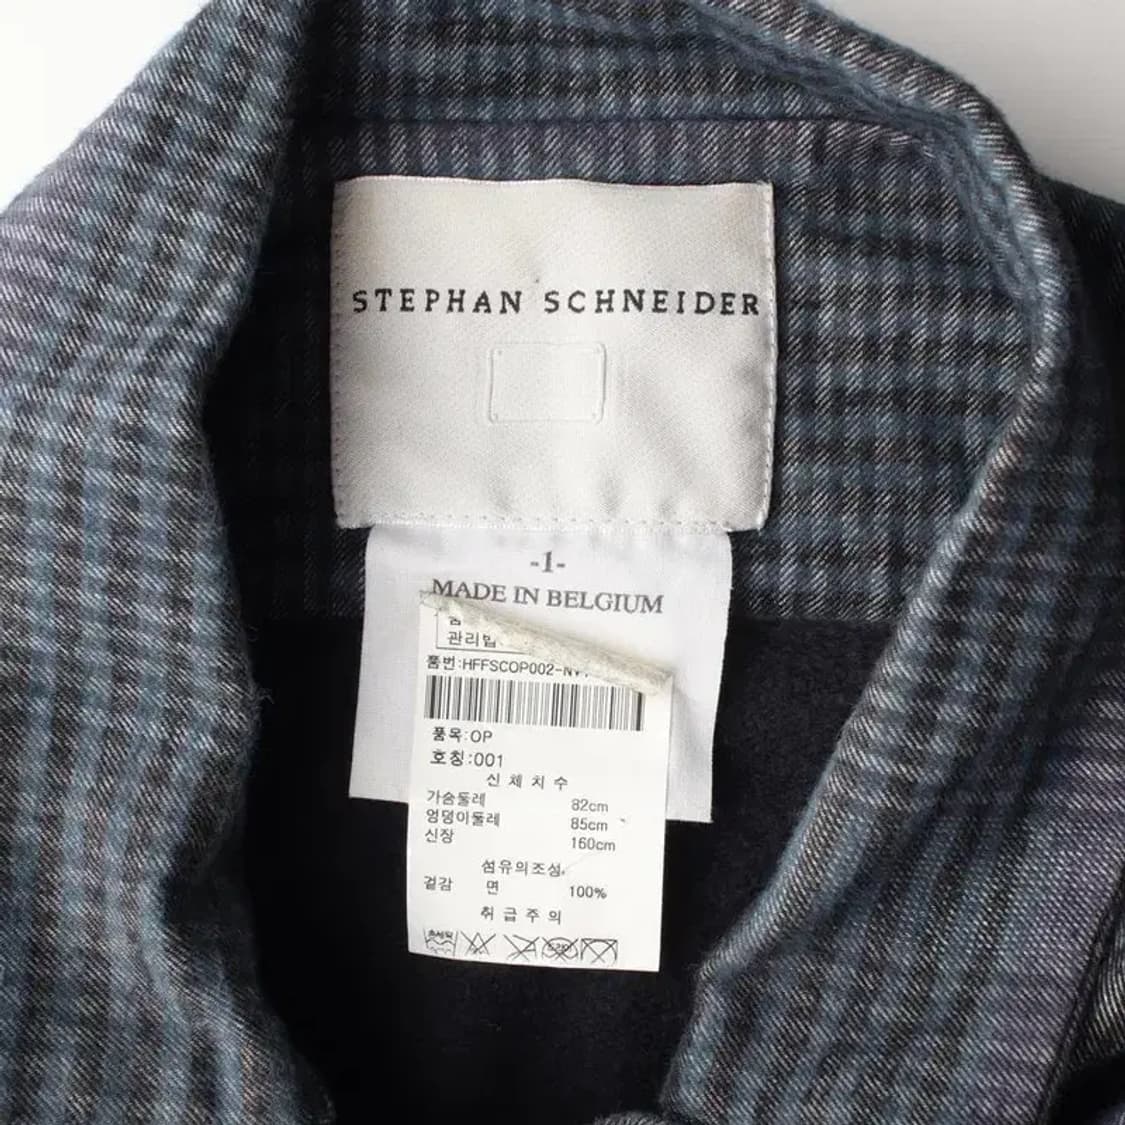 STEPHAN SCHNEIDER
-1-
MADE IN BELGIUM
관리법
품번:HFFSCOP002-NV
품목:OP
호칭:001
신체치수
가슴둘레 82cm
엉덩이둘레 85cm
신장 160cm
섬유의조성
겉감 면 100%
취급주의